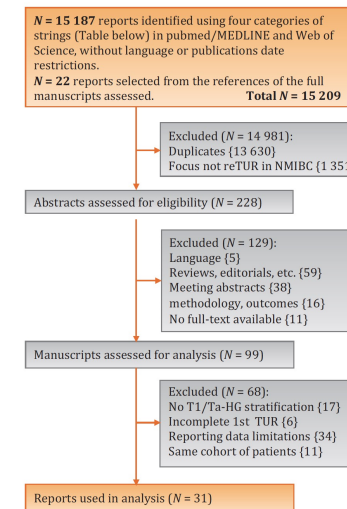 N = 15 187 reports identified using four categories of
strings (Table below) in pubmed/MEDLINE and Web of
Science, without language or publications date
restrictions.
N = 22 reports selected from the references of the full
manuscripts assessed. Total N = 15 209
Excluded (N = 14 981):
Duplicates {13 630}
Focus not reTUR in NMIBC {1 351
Abstracts assessed for eligibility (N = 228)
Excluded (N = 129):
Language {5}
Reviews, editorials, etc. {59}
Meeting abstracts {38}
methodology, outcomes {16}
No full-text available {11}
Manuscripts assessed for analysis (N = 99)
Excluded (N = 68):
No T1/Ta-HG stratification {17}
Incomplete 1st TUR {6}
Reporting data limitations {34}
Same cohort of patients {11}
Reports used in analysis (N = 31)